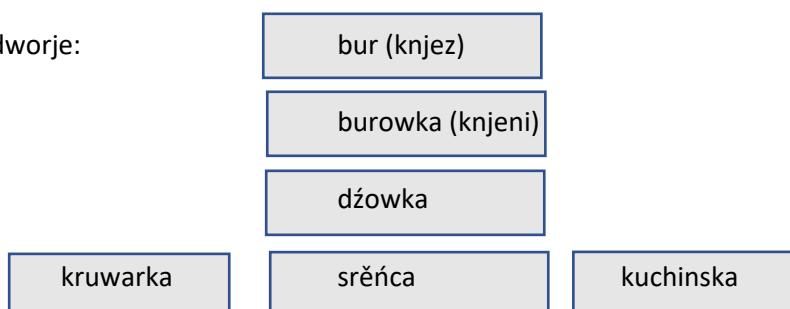 dworje: bur (knjez)
burowka (knjeni)
dźowka
kruwarka srěńca kuchinska